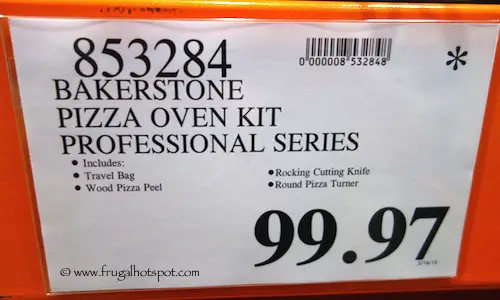 853284
0 000008 532848
*
BAKERSTONE
PIZZA OVEN KIT
PROFESSIONAL SERIES
• Includes:
• Travel Bag
• Wood Pizza Peel
• Rocking Cutting Knife
• Round Pizza Turner
99.97
© www.frugalhotspot.com